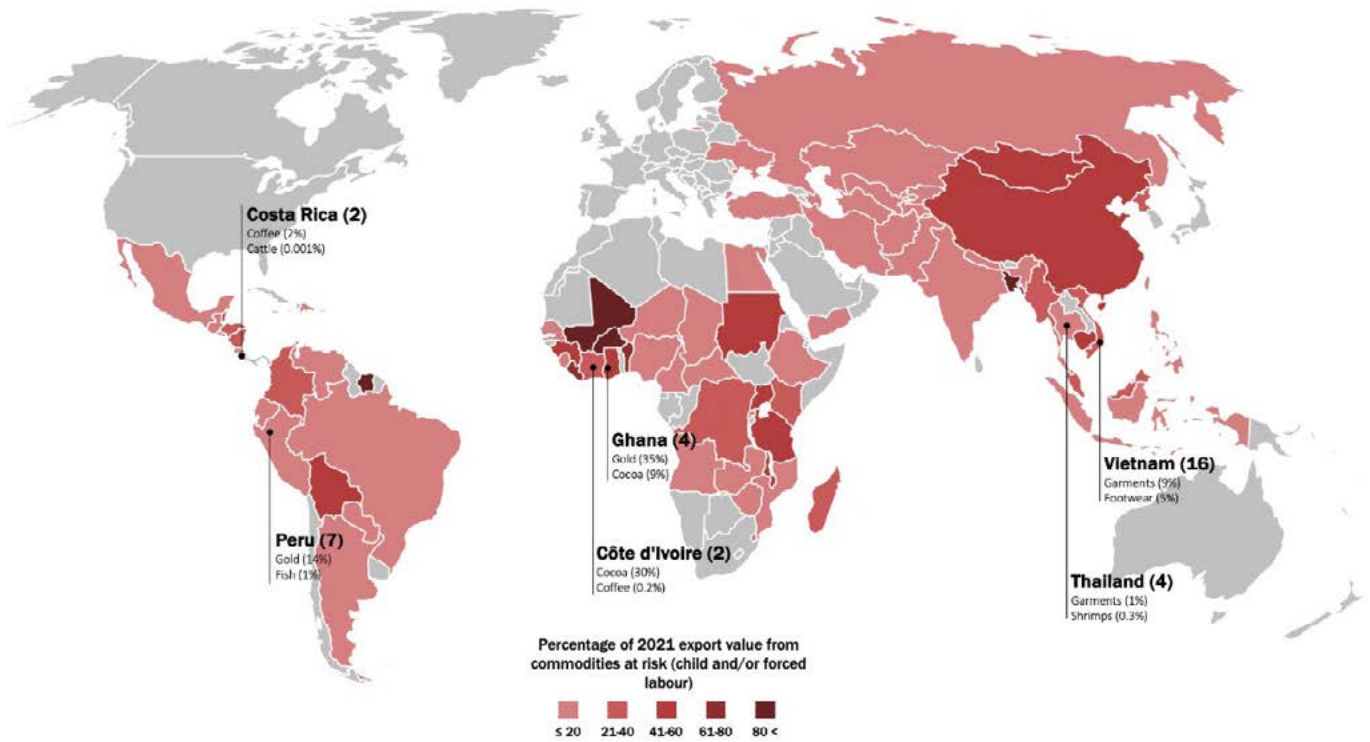 Costa Rica (2)
Coffee (2%)
Cattle (0.001%)
Ghana (4)
Gold (35%)
Cocoa (9%)
Vietnam (16)
Garments (9%)
Footwear (5%)
Peru (7)
Gold (14%)
Fish (1%)
Côte d'Ivoire (2)
Cocoa (30%)
Coffee (0.2%)
Thailand (4)
Garments (1%)
Shrimps (0.3%)
Percentage of 2021 export value from
commodities at risk (child and/or forced
labour)
≤ 20 21-40 41-60 61-80 80 <